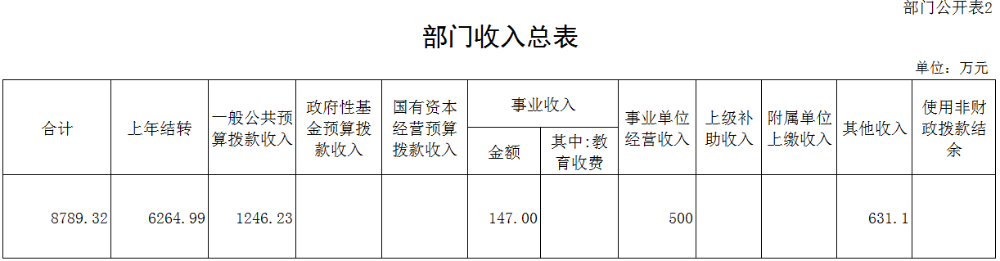 部门公开表2
部门收入总表
单位：万元
合计
上年结转
一般公共预
算拨款收入
政府性基
金预算拨
款收入
国有资本
经营预算
拨款收入
事业收入
金额
其中:教
育收费
事业单位
经营收入
上级补
助收入
附属单位
上缴收入
其他收入
使用非财
政拨款结
余
8789.32
6264.99
1246.23
147.00
500
631.1